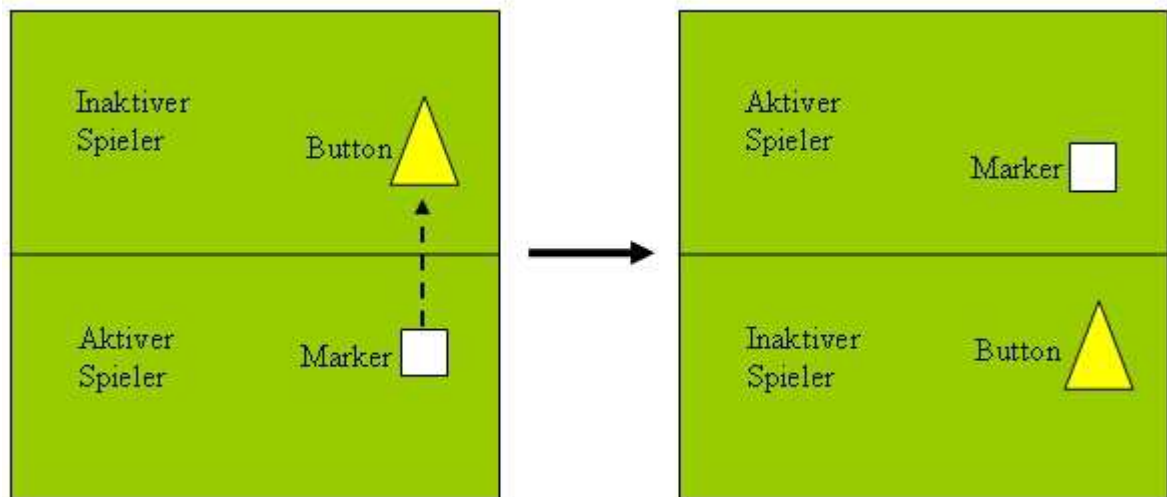 Inaktiver
Spieler
Button
Aktiver
Spieler
Marker
Aktiver
Spieler
Marker
Inaktiver
Spieler
Button